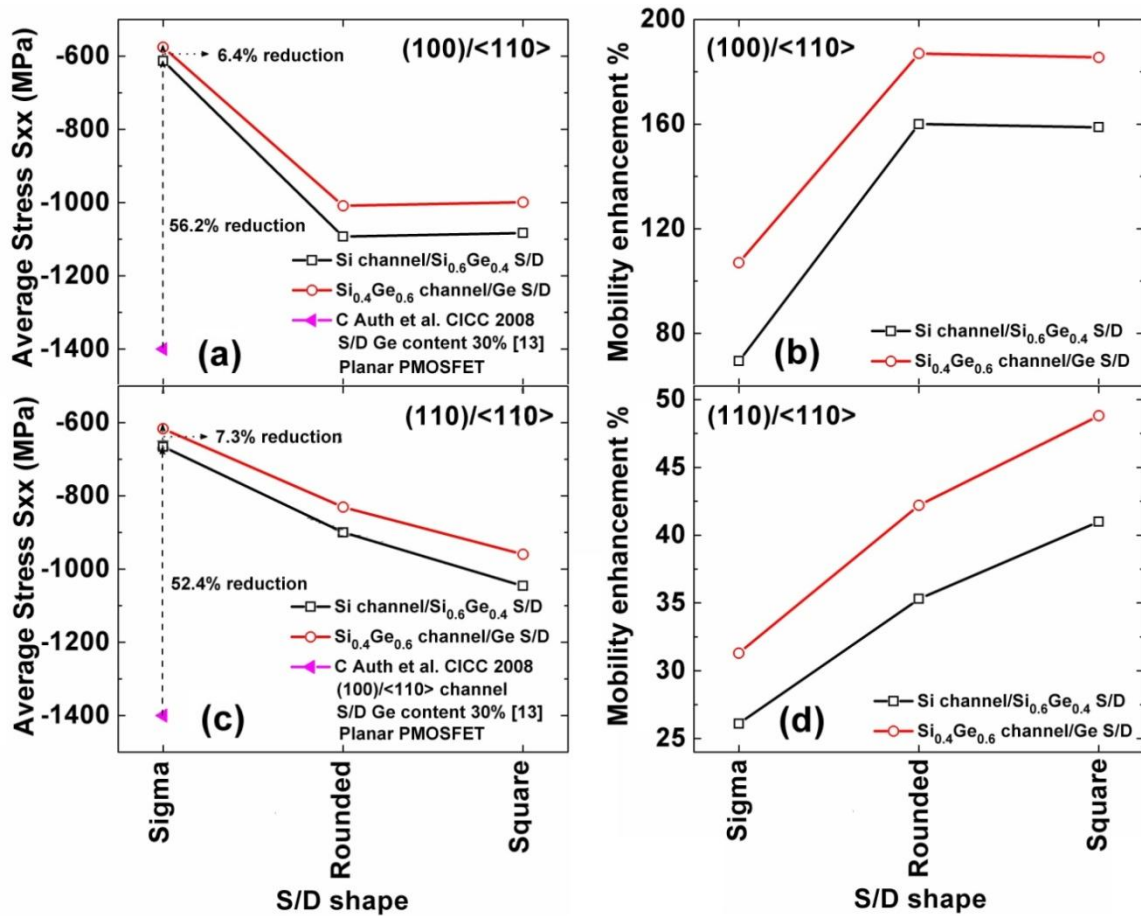 Average Stress Sxx (MPa)
-600
-800
-1000
-1200
-1400
6.4% reduction
(100)/<110>
56.2% reduction
Si channel/Si₀.₆Ge₀.₄ S/D
Si₀.₄Ge₀.₆ channel/Ge S/D
C Auth et al. CICC 2008
S/D Ge content 30% [13]
Planar PMOSFET
(a)
Mobility enhancement %
200
160
120
80
(100)/<110>
Si channel/Si₀.₆Ge₀.₄ S/D
Si₀.₄Ge₀.₆ channel/Ge S/D
(b)
Average Stress Sxx (MPa)
-600
-800
-1000
-1200
-1400
7.3% reduction
(110)/<110>
52.4% reduction
Si channel/Si₀.₆Ge₀.₄ S/D
Si₀.₄Ge₀.₆ channel/Ge S/D
C Auth et al. CICC 2008
(100)/<110> channel
S/D Ge content 30% [13]
Planar PMOSFET
(c)
Sigma
Rounded
Square
S/D shape
Mobility enhancement %
50
45
40
35
30
25
(110)/<110>
Si channel/Si₀.₆Ge₀.₄ S/D
Si₀.₄Ge₀.₆ channel/Ge S/D
(d)
Sigma
Rounded
Square
S/D shape